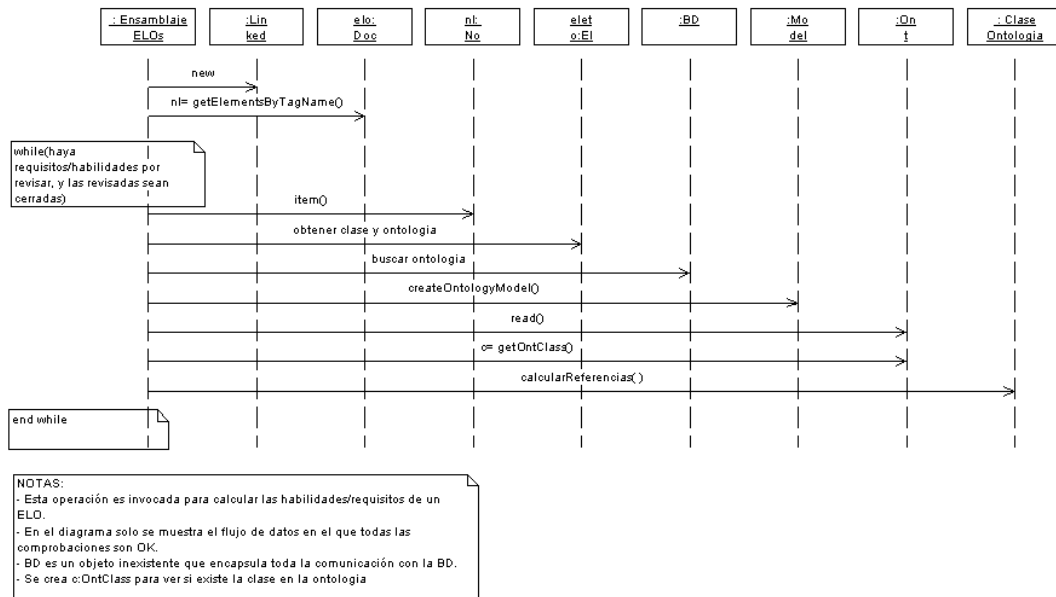 : Ensamblaje
ELOs
:Lin
ked
elo:
Doc
nl:
No
elet
o:El
:BD
:Mo
del
:On
t
: Clase
Ontologia
new
nl= getElementsByTagName()
while(haya
requisitos/habilidades por
revisar, y las revisadas sean
cerradas)
item()
obtener clase y ontologia
buscar ontologia
createOntologyModel()
read()
c= getOntClass()
calcularReferencias( )
end while
NOTAS:
- Esta operación es invocada para calcular las habilidades/requisitos de un
ELO.
- En el diagrama solo se muestra el flujo de datos en el que todas las
comprobaciones son OK.
- BD es un objeto inexistente que encapsula toda la comunicación con la BD.
- Se crea c:OntClass para ver si existe la clase en la ontologia